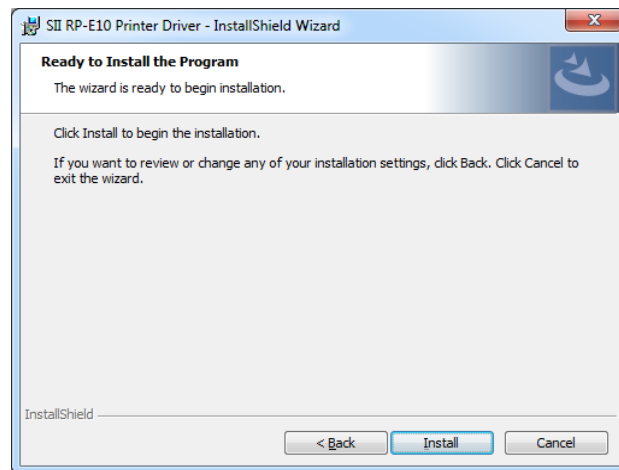 SII RP-E10 Printer Driver - InstallShield Wizard
Ready to Install the Program
The wizard is ready to begin installation.
Click Install to begin the installation.
If you want to review or change any of your installation settings, click Back. Click Cancel to
exit the wizard.
InstallShield
< Back
Install
Cancel